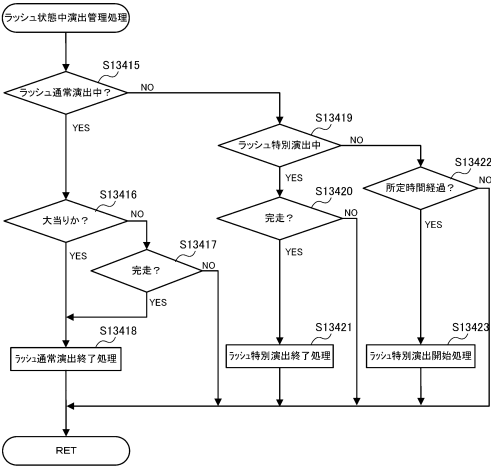 ラッシュ状態中演出管理処理
S13415
ラッシュ通常演出中?
NO
YES
S13419
ラッシュ特別演出中
NO
YES
S13422
所定時間経過?
NO
YES
S13416
大当りか?
NO
YES
S13420
完走?
NO
YES
S13417
完走?
NO
YES
S13418
ラッシュ通常演出終了処理
S13421
ラッシュ特別演出終了処理
S13423
ラッシュ特別演出開始処理
RET